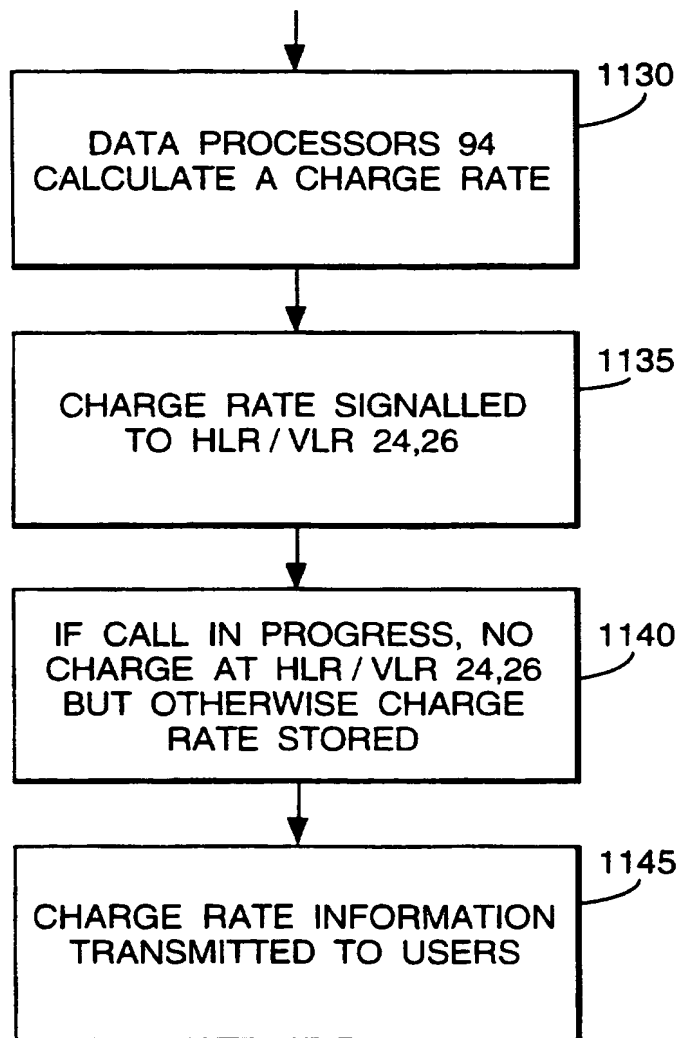 1130
DATA PROCESSORS 94
CALCULATE A CHARGE RATE
1135
CHARGE RATE SIGNALLED
TO HLR/VLR 24,26
1140
IF CALL IN PROGRESS, NO
CHARGE AT HLR/VLR 24,26
BUT OTHERWISE CHARGE
RATE STORED
1145
CHARGE RATE INFORMATION
TRANSMITTED TO USERS